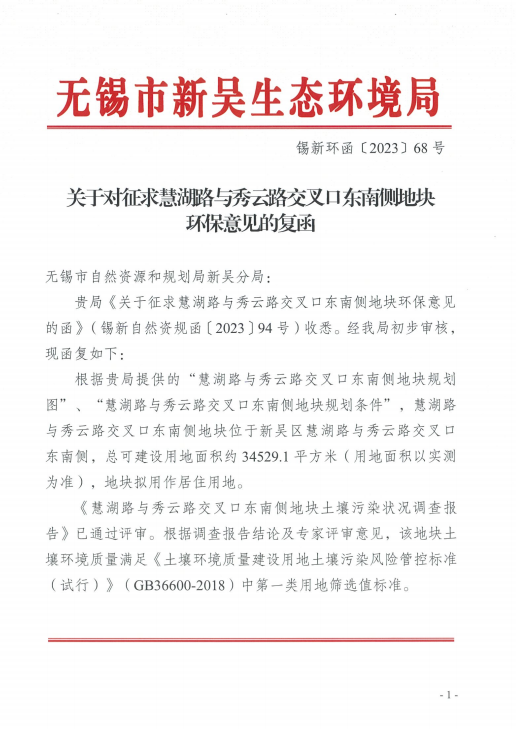 无锡市新吴生态环境局
锡新环函〔2023〕68 号
关于对征求慧湖路与秀云路交叉口东南侧地块
环保意见的复函
无锡市自然资源和规划局新吴分局：
贵局《关于征求慧湖路与秀云路交叉口东南侧地块环保意见
的函》（锡新自然资规函〔2023〕94 号）收悉。经我局初步审核，
现函复如下：
根据贵局提供的“慧湖路与秀云路交叉口东南侧地块规划
图”、“慧湖路与秀云路交叉口东南侧地块规划条件”，慧湖路
与秀云路交叉口东南侧地块位于新吴区慧湖路与秀云路交叉口
东南侧，总可建设用地面积约 34529.1 平方米（用地面积以实测
为准），地块拟用作居住用地。
《慧湖路与秀云路交叉口东南侧地块土壤污染状况调查报
告》已通过评审。根据调查报告结论及专家评审意见，该地块土
壤环境质量满足《土壤环境质量建设用地土壤污染风险管控标准
（试行）》（GB36600-2018）中第一类用地筛选值标准。
- 1 -